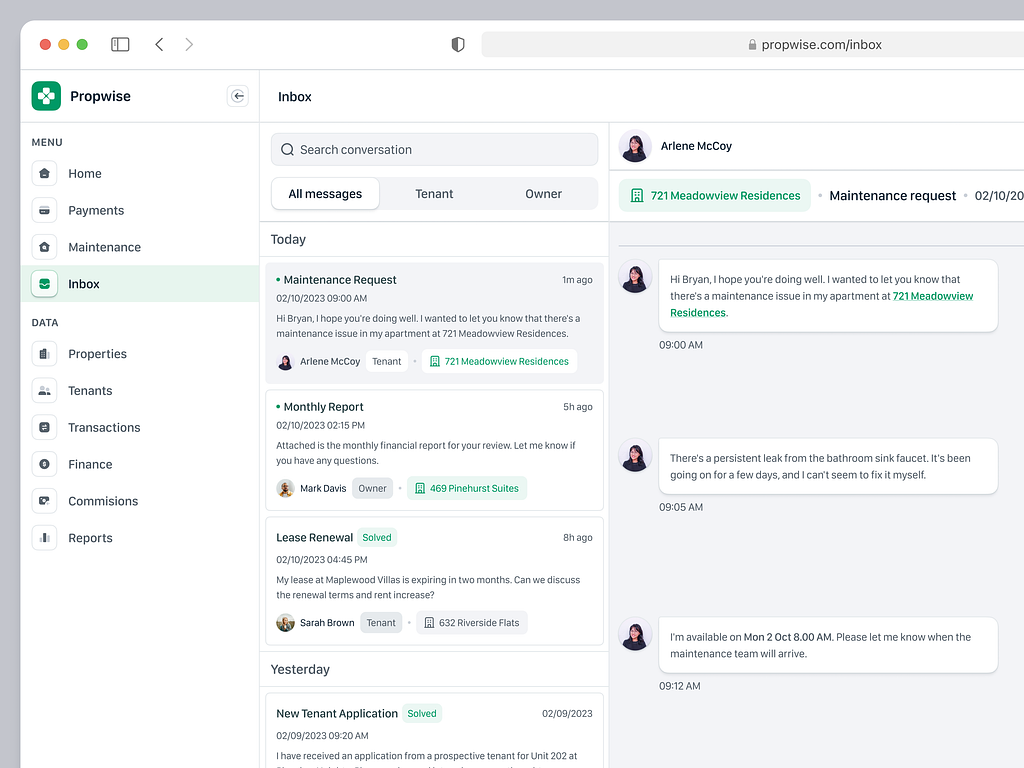 propwise.com/inbox
Propwise
MENU
Home
Payments
Maintenance
Inbox
DATA
Properties
Tenants
Transactions
Finance
Commisions
Reports
Inbox
Search conversation
All messages
Tenant
Owner
Today
Maintenance Request
1m ago
02/10/2023 09:00 AM
Hi Bryan, I hope you're doing well. I wanted to let you know that there's a
maintenance issue in my apartment at 721 Meadowview Residences.
Arlene McCoy
Tenant
721 Meadowview Residences
Monthly Report
5h ago
02/10/2023 02:15 PM
Attached is the monthly financial report for your review. Let me know if
you have any questions.
Mark Davis
Owner
469 Pinehurst Suites
Lease Renewal
Solved
8h ago
02/10/2023 04:45 PM
My lease at Maplewood Villas is expiring in two months. Can we discuss
the renewal terms and rent increase?
Sarah Brown
Tenant
632 Riverside Flats
Yesterday
New Tenant Application
Solved
02/09/2023
02/09/2023 09:20 AM
I have received an application from a prospective tenant for Unit 202 at
Arlene McCoy
721 Meadowview Residences
Maintenance request
02/10/20
Hi Bryan, I hope you're doing well. I wanted to let you know that
there's a maintenance issue in my apartment at 721 Meadowview
Residences.
09:00 AM
There's a persistent leak from the bathroom sink faucet. It's been
going on for a few days, and I can't seem to fix it myself.
09:05 AM
I'm available on Mon 2 Oct 8.00 AM. Please let me know when the
maintenance team will arrive.
09:12 AM